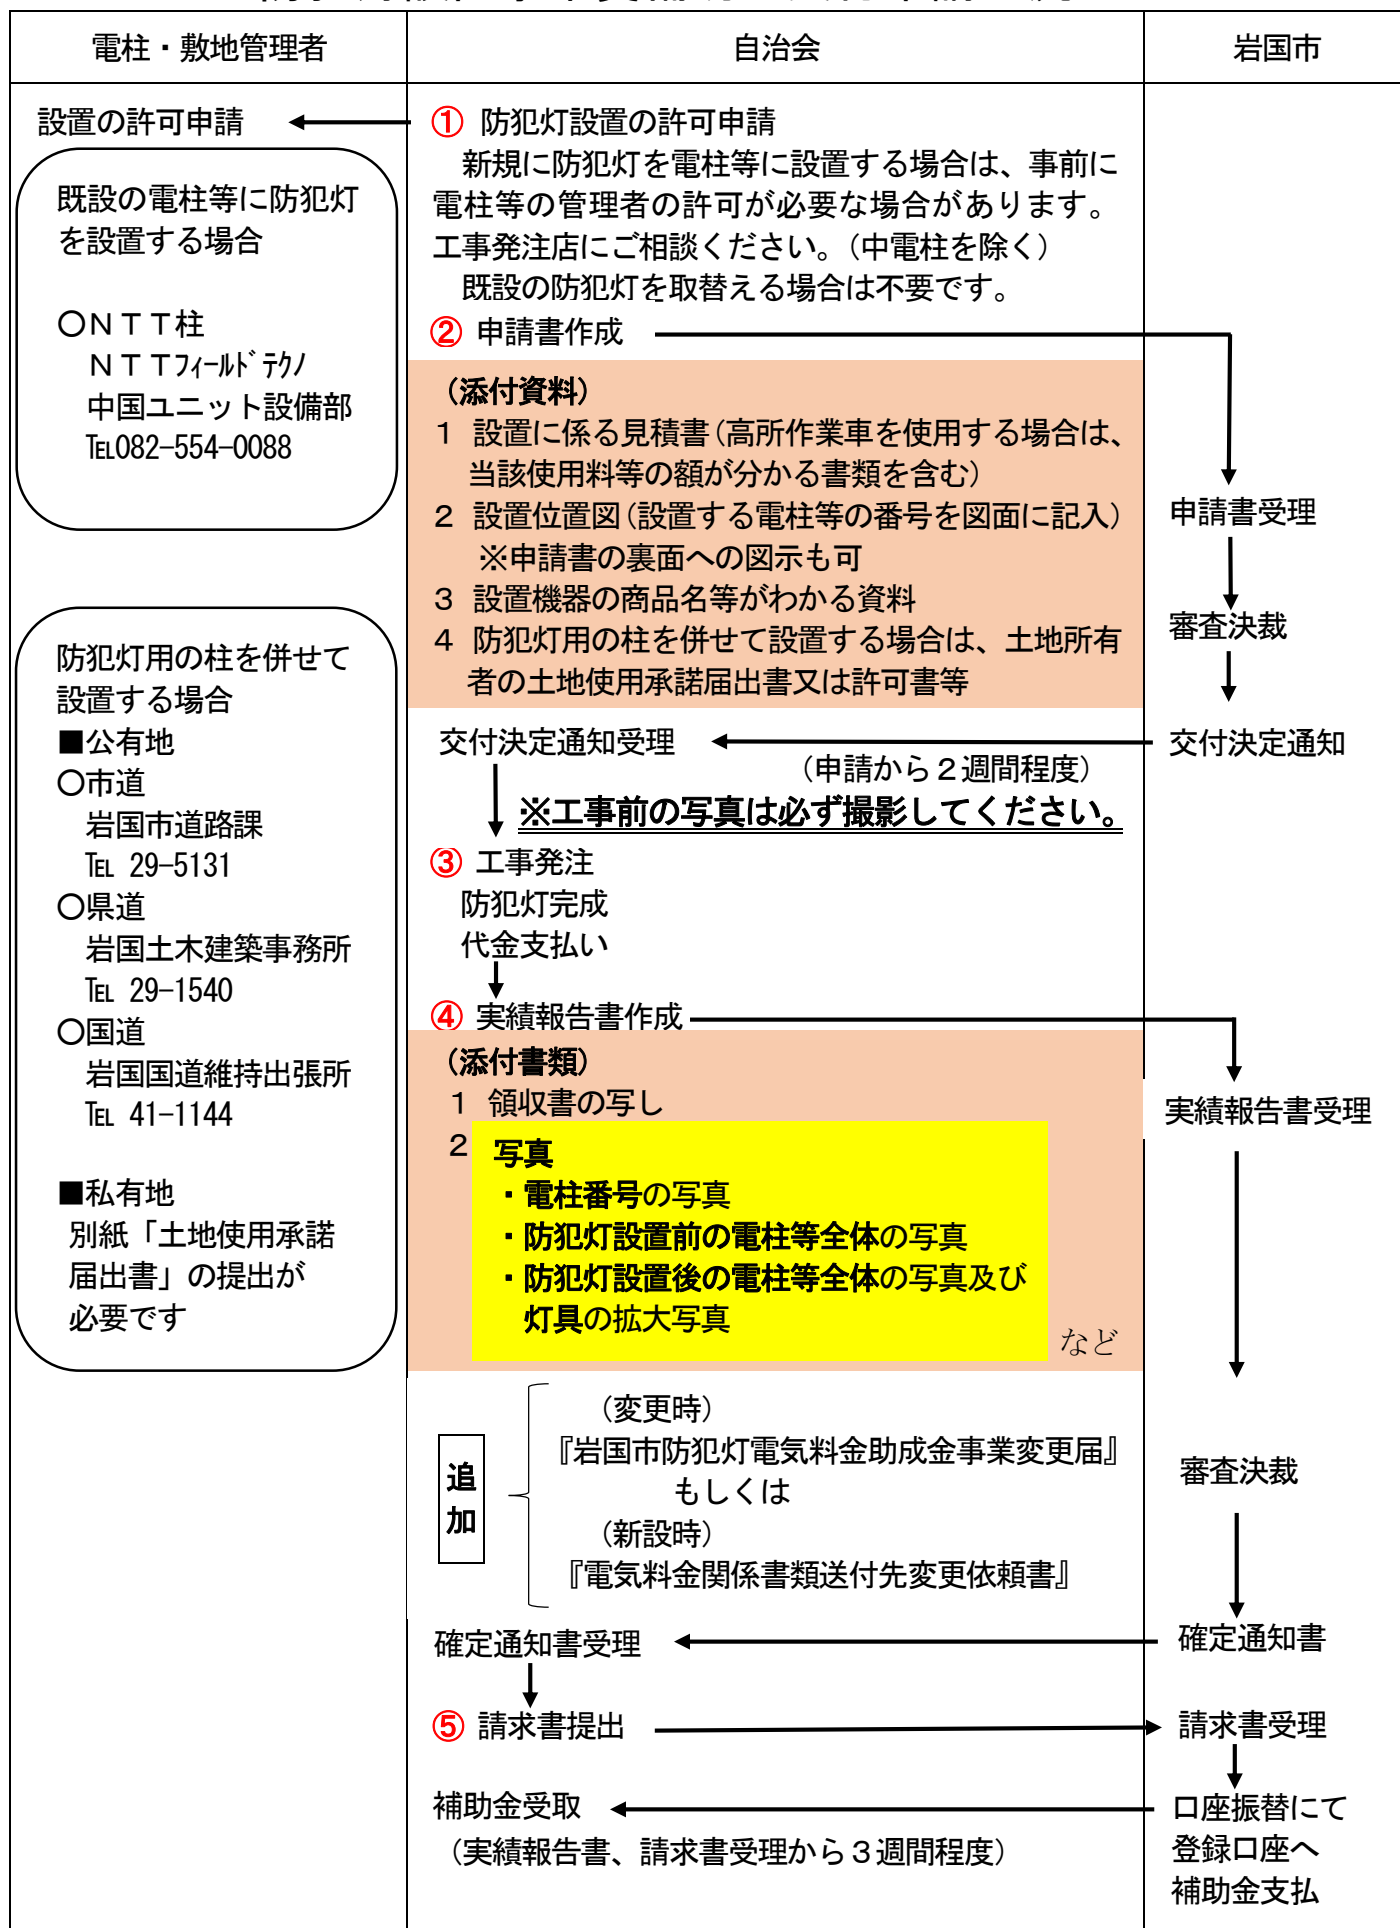 電柱・敷地管理者
自治会
岩国市
設置の許可申請
既設の電柱等に防犯灯
を設置する場合
○ＮＴＴ柱
ＮＴＴﾌｨｰﾙﾄﾞﾃｸﾉ
中国ユニット設備部
℡082-554-0088
防犯灯用の柱を併せて
設置する場合
■公有地
○市道
岩国市道路課
℡ 29-5131
○県道
岩国土木建築事務所
℡ 29-1540
○国道
岩国国道維持出張所
℡ 41-1144
■私有地
別紙「土地使用承諾
届出書」の提出が
必要です
① 防犯灯設置の許可申請
新規に防犯灯を電柱等に設置する場合は、事前に
電柱等の管理者の許可が必要な場合があります。
工事発注店にご相談ください。（中電柱を除く）
既設の防犯灯を取替える場合は不要です。
② 申請書作成
（添付資料）
１ 設置に係る見積書（高所作業車を使用する場合は、
当該使用料等の額が分かる書類を含む）
２ 設置位置図（設置する電柱等の番号を図面に記入）
※申請書の裏面への図示も可
３ 設置機器の商品名等がわかる資料
４ 防犯灯用の柱を併せて設置する場合は、土地所有
者の土地使用承諾届出書又は許可書等
交付決定通知受理
（申請から２週間程度）
※工事前の写真は必ず撮影してください。
③ 工事発注
防犯灯完成
代金支払い
④ 実績報告書作成
（添付書類）
１ 領収書の写し
２ 写真
・電柱番号の写真
・防犯灯設置前の電柱等全体の写真
・防犯灯設置後の電柱等全体の写真及び
灯具の拡大写真
など
追加
（変更時）
『岩国市防犯灯電気料金助成金事業変更届』
もしくは
（新設時）
『電気料金関係書類送付先変更依頼書』
確定通知書受理
⑤ 請求書提出
補助金受取
（実績報告書、請求書受理から３週間程度）
申請書受理
審査決裁
交付決定通知
実績報告書受理
審査決裁
確定通知書
請求書受理
口座振替にて
登録口座へ
補助金支払